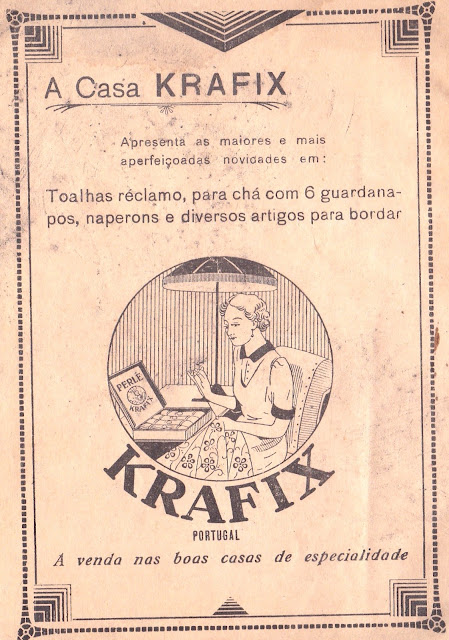 A Casa KRAFIX
Apresenta as maiores e mais
aperfeiçoadas novidades em:
Toalhas réclamo, para chá com 6 guardana-
pos, naperons e diversos artigos para bordar
PERLÉ
KRAFIX
KRAFIX
PORTUGAL
A venda nas boas casas de especialidade